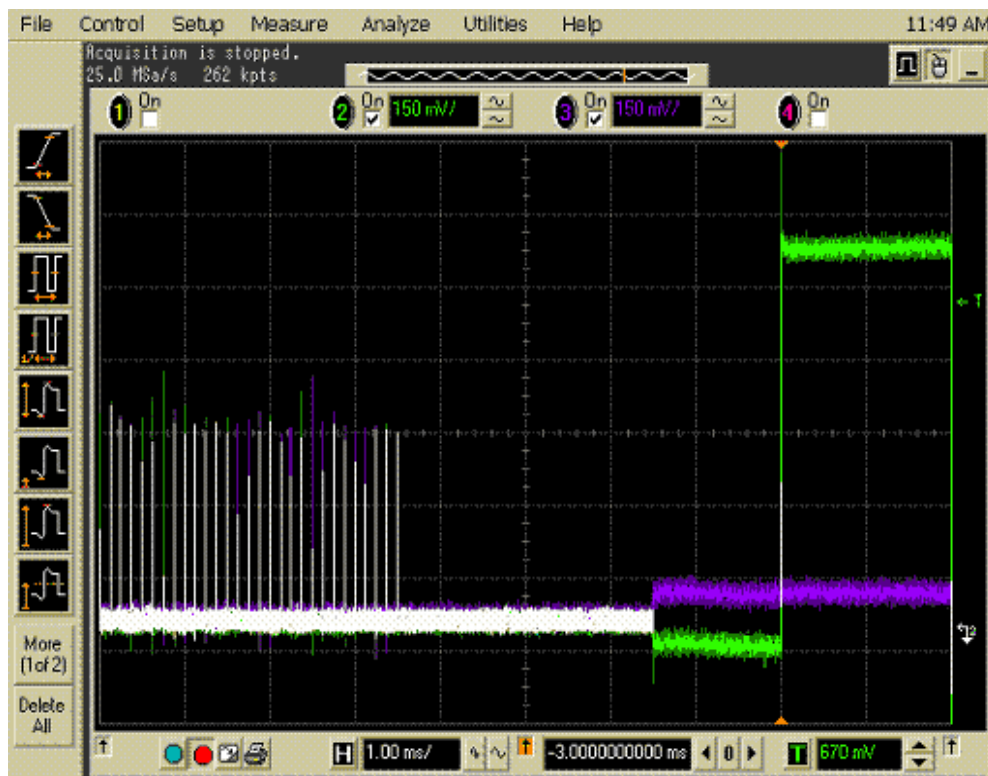 File Control Setup Measure Analyze Utilities Help 11:49 AM
Acquisition is stopped.
25.0 MSa/s 262 kpts
1 On 2 On 150 mV/ 3 On 150 mV/ 4 On
T
2
More
(1 of 2)
Delete
All
H 1.00 ms/ -3.0000000000 ms 0 T 670 mV